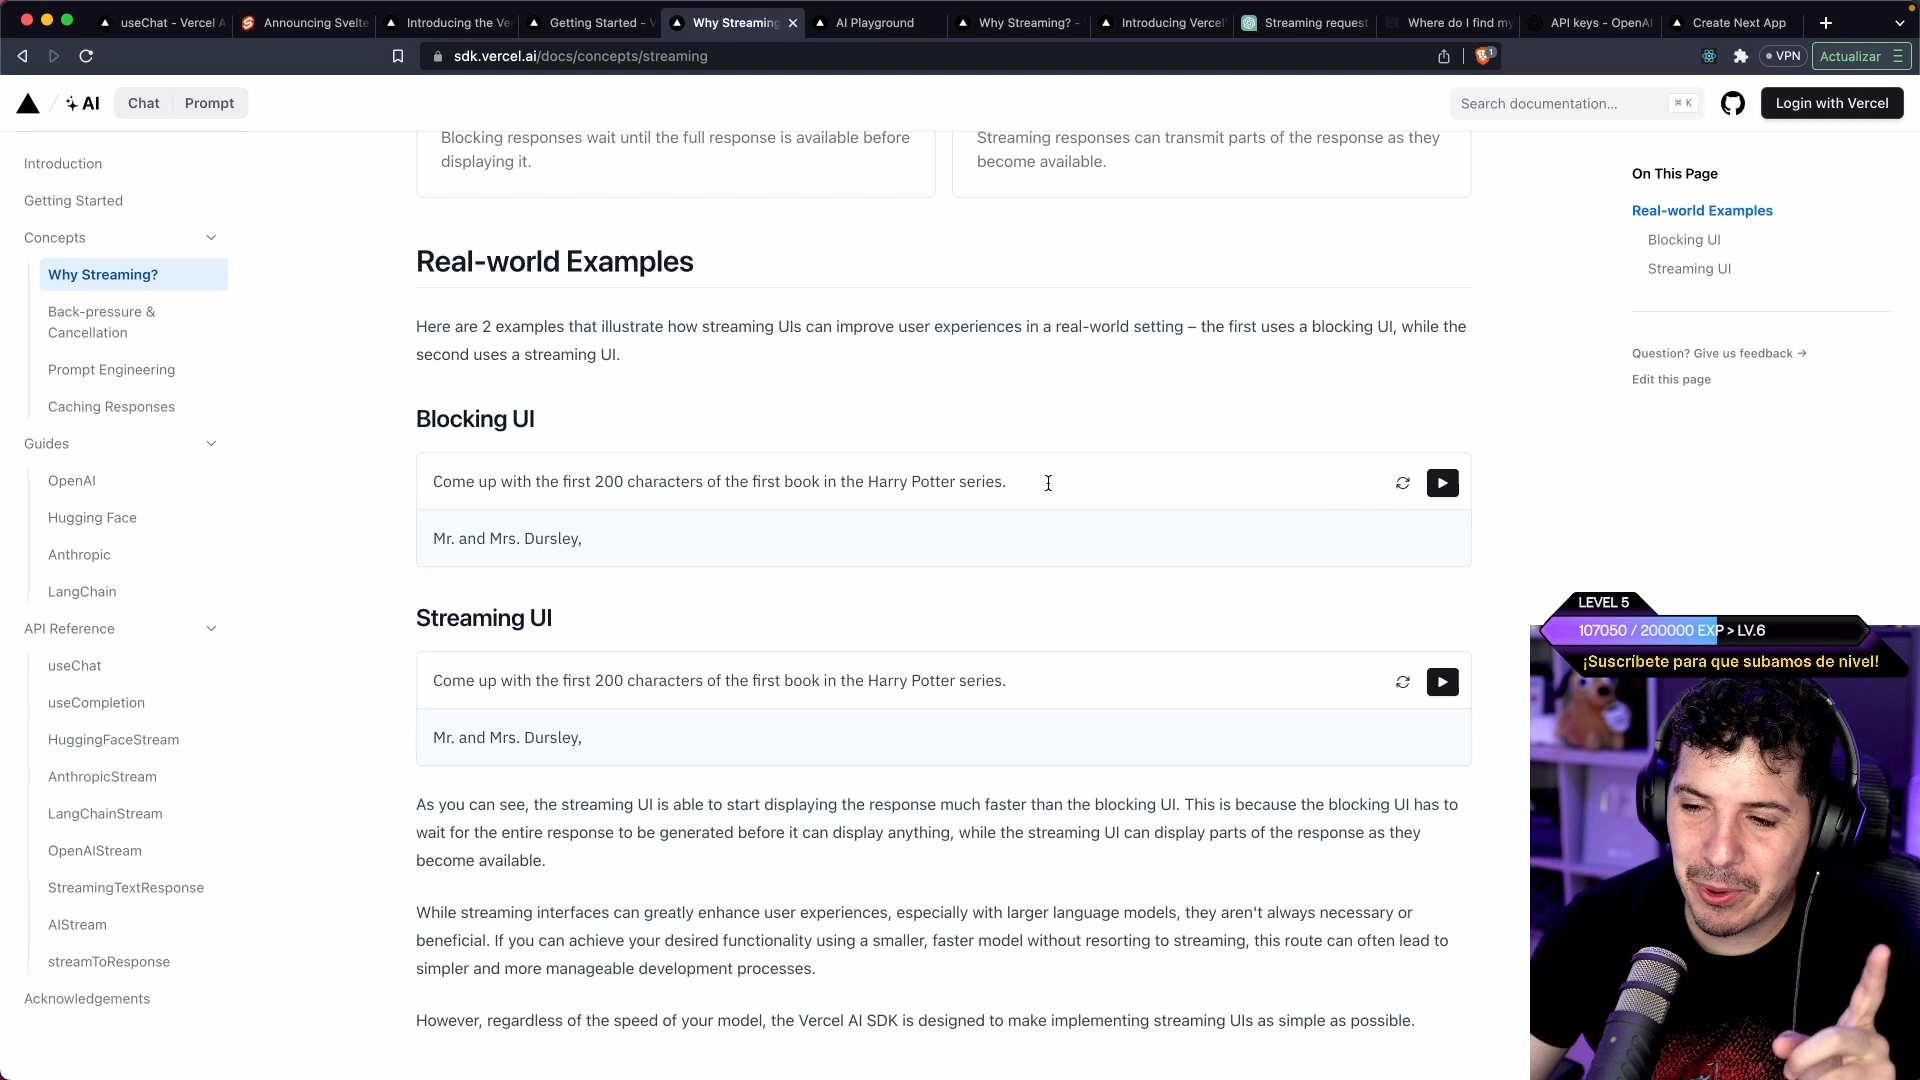 useChat - Vercel A
Announcing Svelte
Introducing the Ve
Getting Started - V
Why Streaming
AI Playground
Why Streaming? -
Introducing Vercel'
Streaming request
Where do I find my
API keys - OpenAI
Create Next App
sdk.vercel.ai/docs/concepts/streaming
1
VPN
Actualizar
AI
Chat
Prompt
Search documentation...
⌘ K
Login with Vercel
Introduction
Getting Started
Concepts
Why Streaming?
Back-pressure &
Cancellation
Prompt Engineering
Caching Responses
Guides
OpenAI
Hugging Face
Anthropic
LangChain
API Reference
useChat
useCompletion
HuggingFaceStream
AnthropicStream
LangChainStream
OpenAIStream
StreamingTextResponse
AIStream
streamToResponse
Acknowledgements
Blocking responses wait until the full response is available before
displaying it.
Streaming responses can transmit parts of the response as they
become available.
Real-world Examples
Here are 2 examples that illustrate how streaming UIs can improve user experiences in a real-world setting – the first uses a blocking UI, while the
second uses a streaming UI.
Blocking UI
Come up with the first 200 characters of the first book in the Harry Potter series.
Mr. and Mrs. Dursley,
Streaming UI
Come up with the first 200 characters of the first book in the Harry Potter series.
Mr. and Mrs. Dursley,
As you can see, the streaming UI is able to start displaying the response much faster than the blocking UI. This is because the blocking UI has to
wait for the entire response to be generated before it can display anything, while the streaming UI can display parts of the response as they
become available.
While streaming interfaces can greatly enhance user experiences, especially with larger language models, they aren't always necessary or
beneficial. If you can achieve your desired functionality using a smaller, faster model without resorting to streaming, this route can often lead to
simpler and more manageable development processes.
However, regardless of the speed of your model, the Vercel AI SDK is designed to make implementing streaming UIs as simple as possible.
On This Page
Real-world Examples
Blocking UI
Streaming UI
Question? Give us feedback →
Edit this page
LEVEL 5
107050 / 200000 EXP > LV.6
¡Suscríbete para que subamos de nivel!